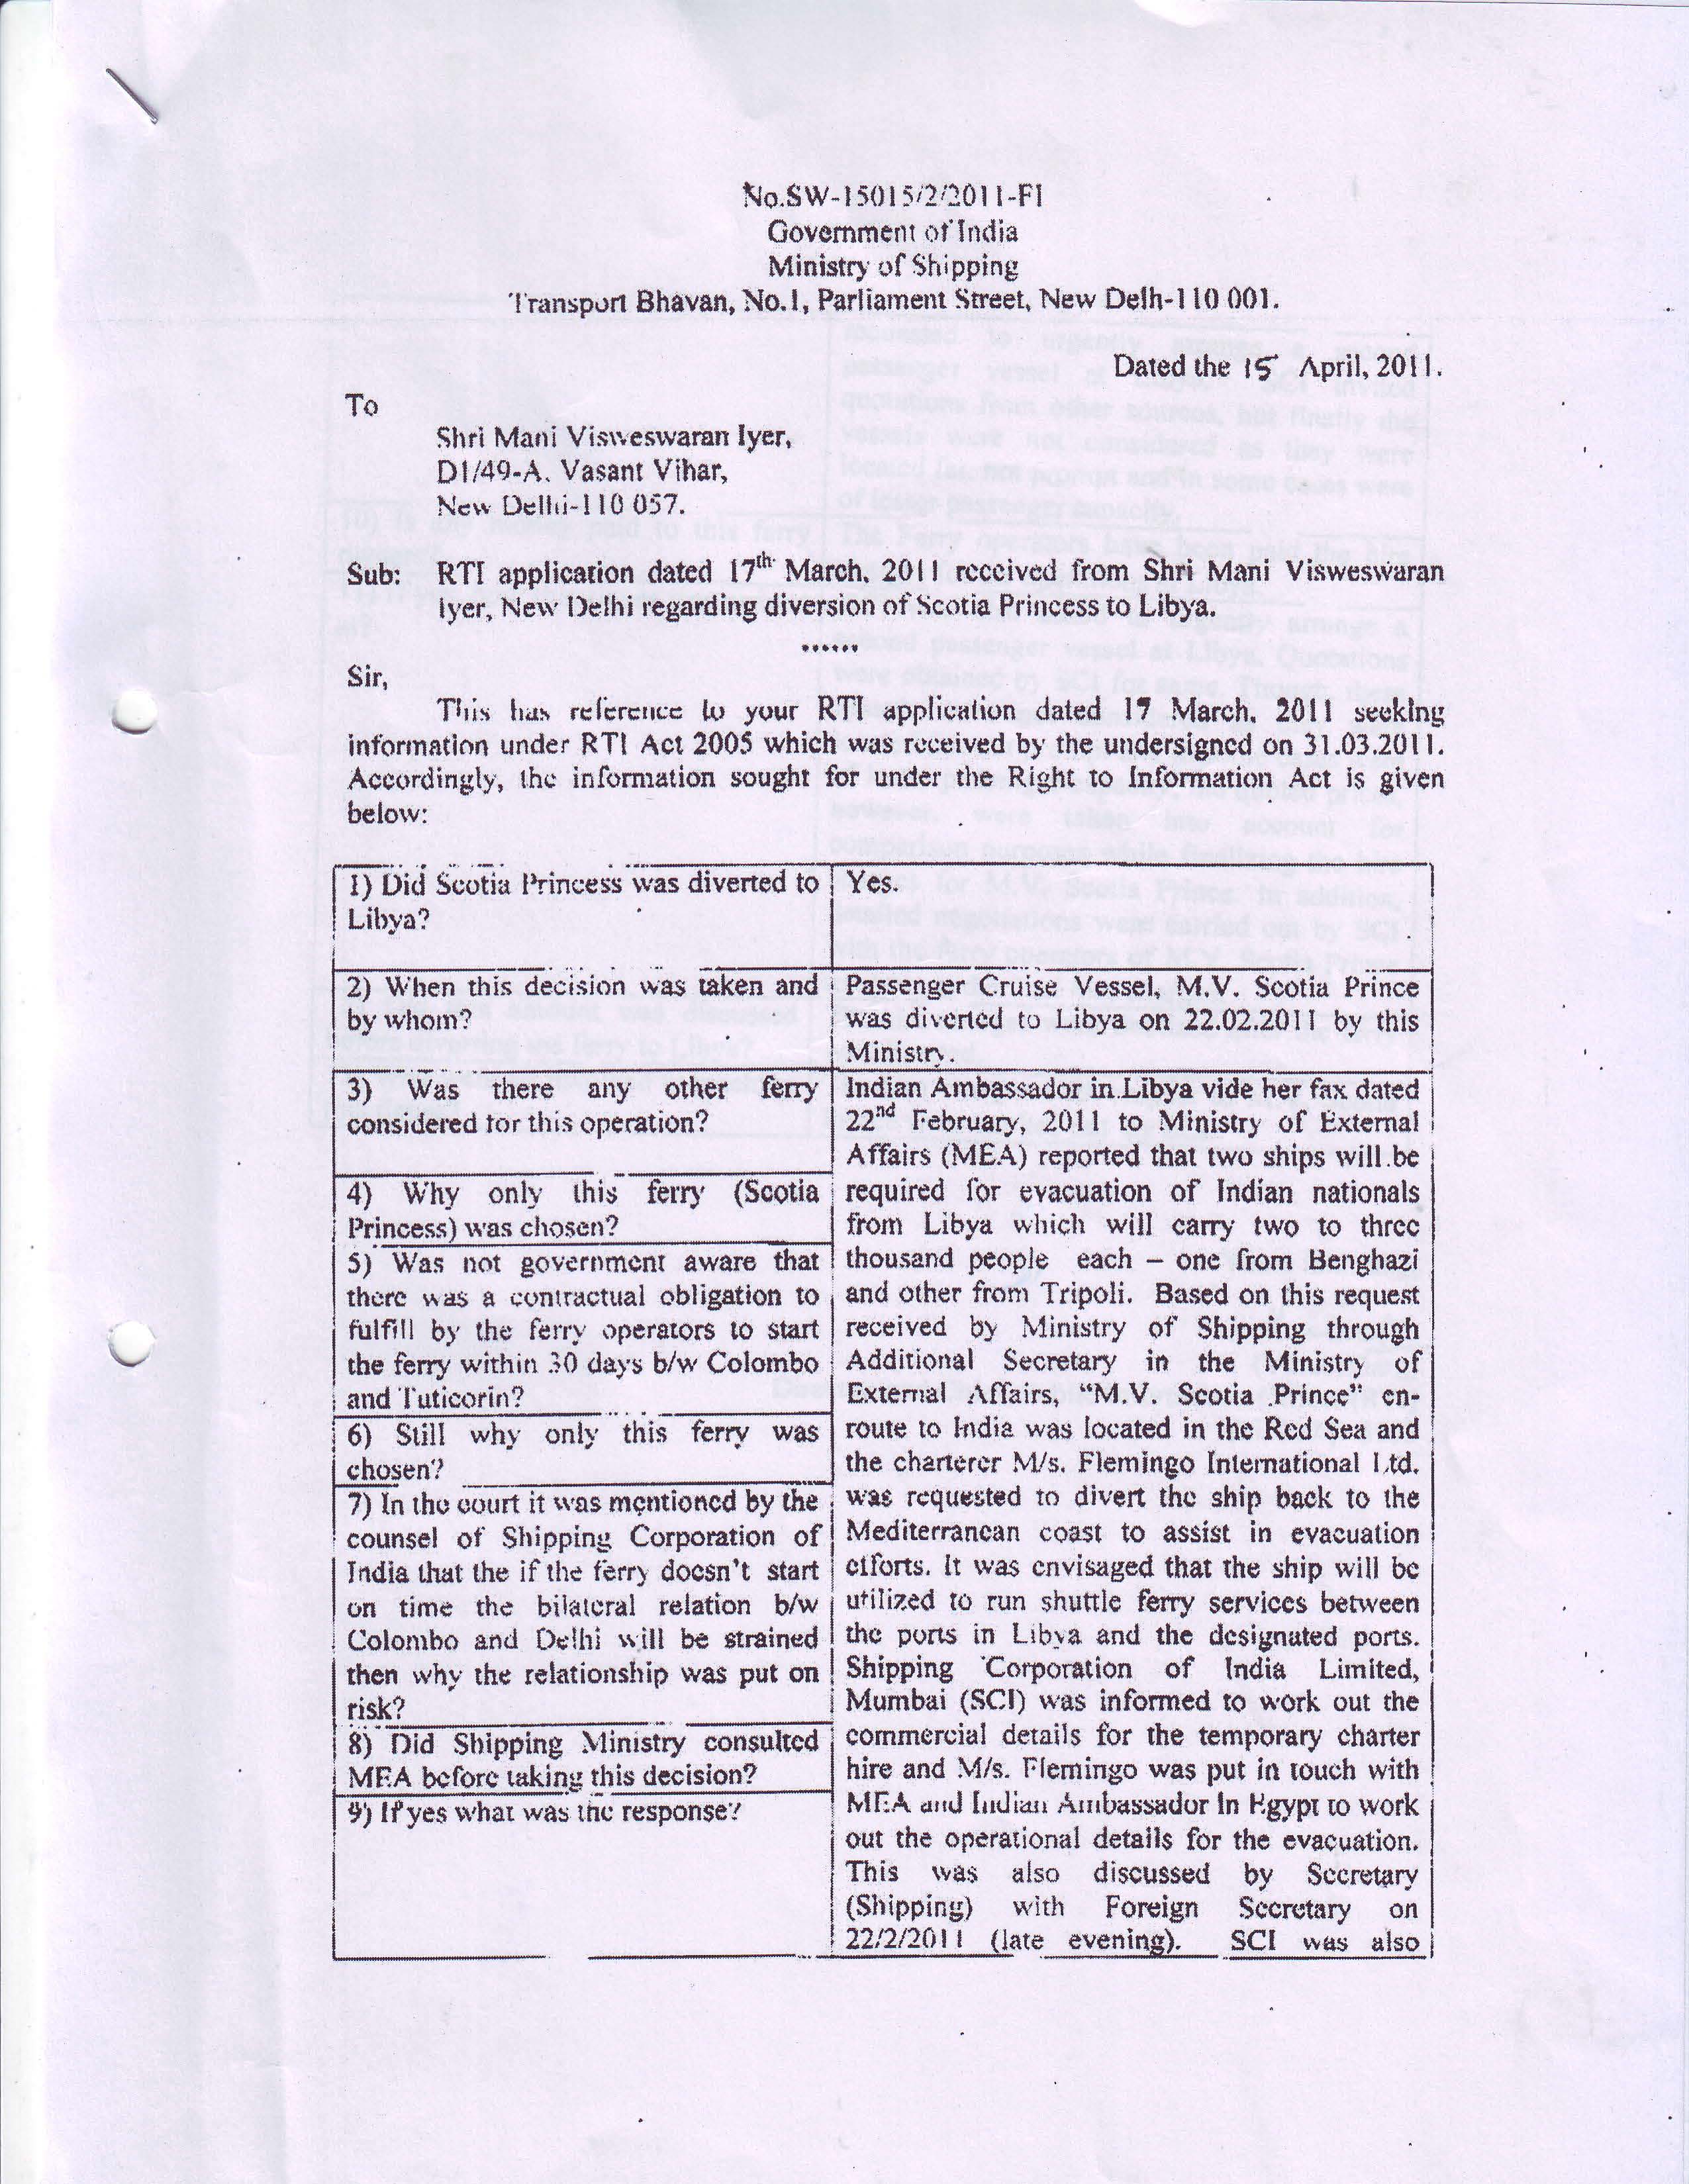 No.SW-15015/2/2011-FI
Government of India
Ministry of Shipping
Transport Bhavan, No.1, Parliament Street, New Delh-110 001.
Dated the 15 April, 2011.
To
Shri Mani Visweswaran Iyer,
D1/49-A. Vasant Vihar,
New Delhi-110 057.
Sub: RTI application dated 17th March, 2011 received from Shri Mani Visweswaran
Iyer, New Delhi regarding diversion of Scotia Princess to Libya.
******
Sir,
This has reference to your RTI application dated 17 March, 2011 seeking
information under RTI Act 2005 which was received by the undersigned on 31.03.2011.
Accordingly, the information sought for under the Right to Information Act is given
below:
1) Did Scotia Princess was diverted to
Libya?
Yes.
2) When this decision was taken and
by whom?
Passenger Cruise Vessel, M.V. Scotia Prince
was diverted to Libya on 22.02.2011 by this
Ministry.
3) Was there any other ferry
considered for this operation?
4) Why only this ferry (Scotia
Princess) was chosen?
5) Was not government aware that
there was a contractual obligation to
fulfill by the ferry operators to start
the ferry within 30 days b/w Colombo
and Tuticorin?
6) Still why only this ferry was
chosen?
7) In the court it was mentioned by the
counsel of Shipping Corporation of
India that the if the ferry doesn't start
on time the bilateral relation b/w
Colombo and Delhi will be strained
then why the relationship was put on
risk?
8) Did Shipping Ministry consulted
MEA before taking this decision?
9) If yes what was the response?
Indian Ambassador in Libya vide her fax dated
22nd February, 2011 to Ministry of External
Affairs (MEA) reported that two ships will be
required for evacuation of Indian nationals
from Libya which will carry two to three
thousand people each – one from Benghazi
and other from Tripoli. Based on this request
received by Ministry of Shipping through
Additional Secretary in the Ministry of
External Affairs, "M.V. Scotia Prince" en-
route to India was located in the Red Sea and
the charterer M/s. Flemingo International Ltd.
was requested to divert the ship back to the
Mediterranean coast to assist in evacuation
efforts. It was envisaged that the ship will be
utilized to run shuttle ferry services between
the ports in Libya and the designated ports.
Shipping Corporation of India Limited,
Mumbai (SCI) was informed to work out the
commercial details for the temporary charter
hire and M/s. Flemingo was put in touch with
MEA and Indian Ambassador In Egypt to work
out the operational details for the evacuation.
This was also discussed by Secretary
(Shipping) with Foreign Secretary on
22/2/2011 (late evening). SCI was also